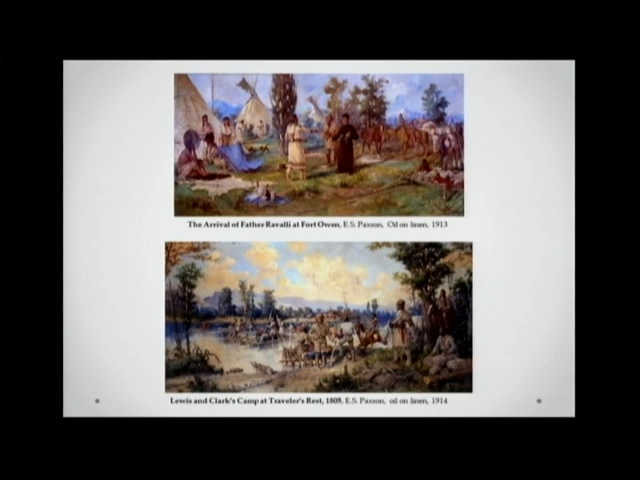 The Arrival of Father Ravalli at Fort Owen, E.S. Paxson, Oil on linen, 1913
Lewis and Clark's Camp at Traveler's Rest, 1805, E.S. Paxson, oil on linen, 1914